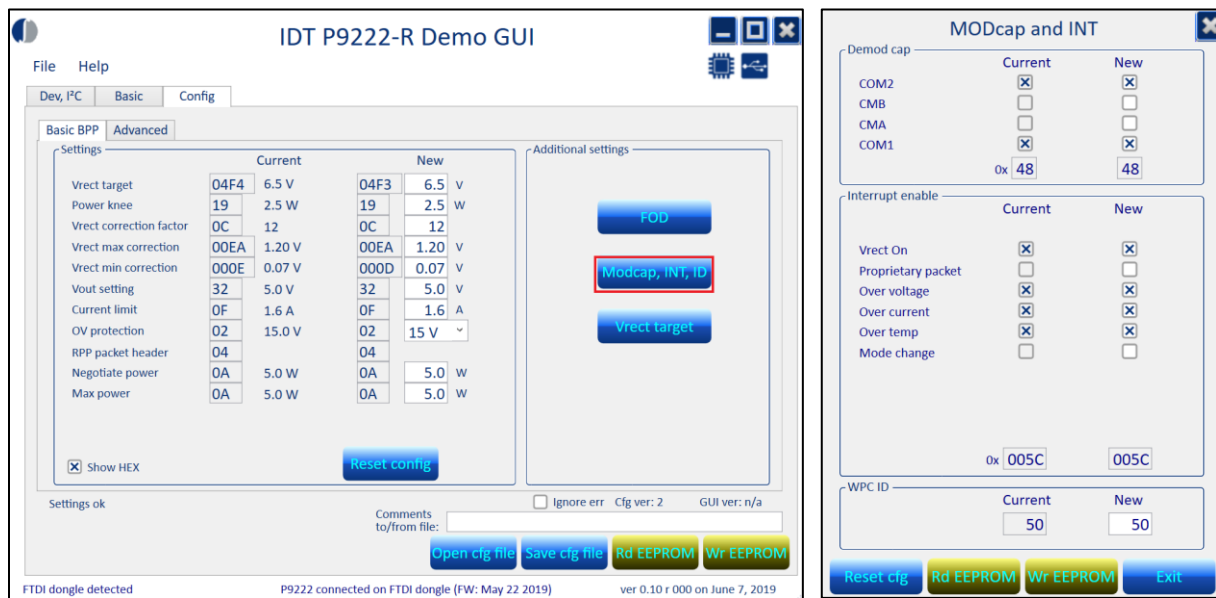 IDT P9222-R Demo GUI
File Help
Dev, I²C Basic Config
Basic BPP Advanced
Settings
Current New
Vrect target 04F4 6.5 V 04F3 6.5 V
Power knee 19 2.5 W 19 2.5 W
Vrect correction factor 0C 12 0C 12
Vrect max correction 00EA 1.20 V 00EA 1.20 V
Vrect min correction 000E 0.07 V 000D 0.07 V
Vout setting 32 5.0 V 32 5.0 V
Current limit 0F 1.6 A 0F 1.6 A
OV protection 02 15.0 V 02 15 V
RPP packet header 04 04
Negotiate power 0A 5.0 W 0A 5.0 W
Max power 0A 5.0 W 0A 5.0 W
Show HEX
Reset config
Additional settings
FOD
Modcap, INT, ID
Vrect target
Settings ok
Ignore err Cfg ver: 2 GUI ver: n/a
Comments
to/from file:
Open cfg file Save cfg file Rd EEPROM Wr EEPROM
FTDI dongle detected P9222 connected on FTDI dongle (FW: May 22 2019) ver 0.10 r 000 on June 7, 2019
MODcap and INT
Demod cap
Current New
COM2
CMB
CMA
COM1
0x 48 48
Interrupt enable
Current New
Vrect On
Proprietary packet
Over voltage
Over current
Over temp
Mode change
0x 005C 005C
WPC ID
Current New
50 50
Reset cfg Rd EEPROM Wr EEPROM Exit